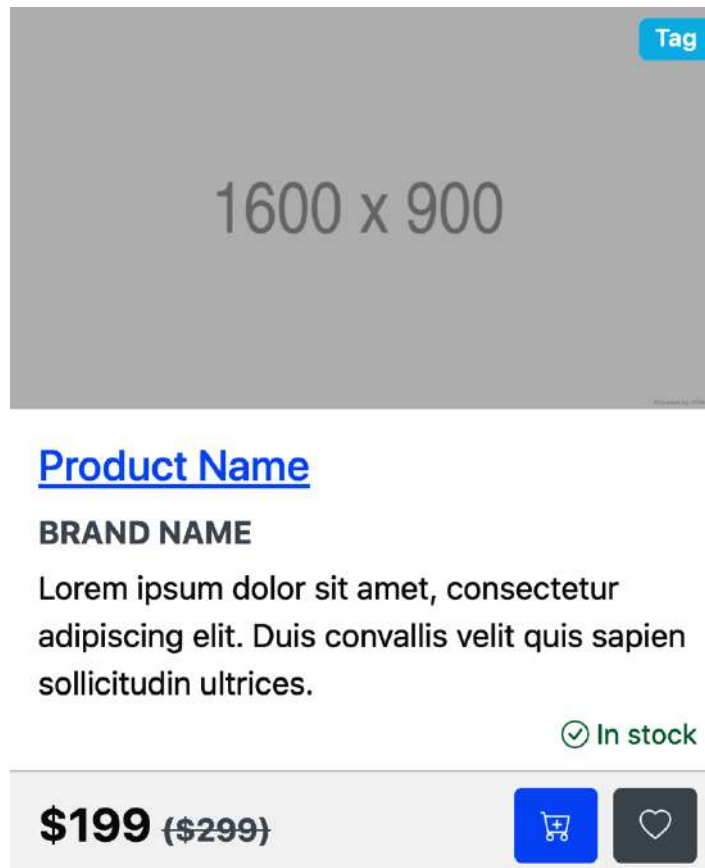 Tag
1600 x 900
Product Name
BRAND NAME
Lorem ipsum dolor sit amet, consectetur
adipiscing elit. Duis convallis velit quis sapien
sollicitudin ultrices.
In stock
$199 ($299)